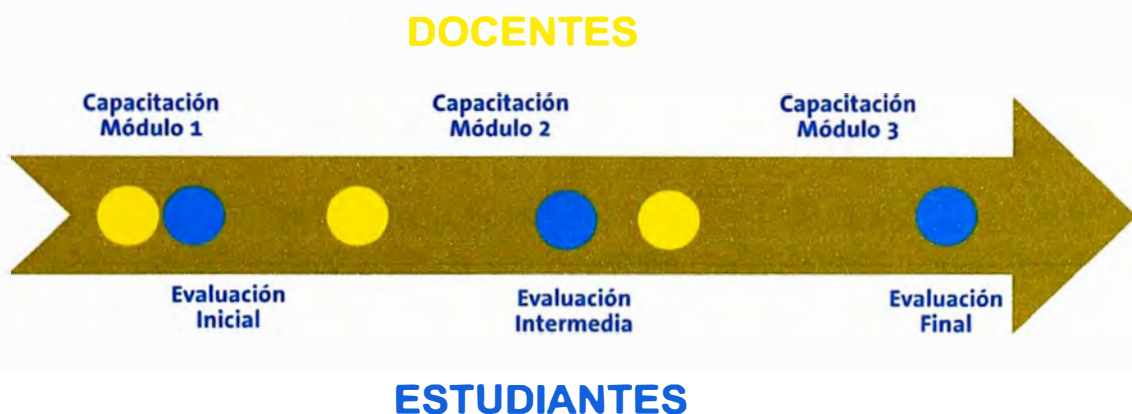 DOCENTES
Capacitación
Módulo 1
Capacitación
Módulo 2
Capacitación
Módulo 3
Evaluación
Inicial
Evaluación
Intermedia
Evaluación
Final
ESTUDIANTES